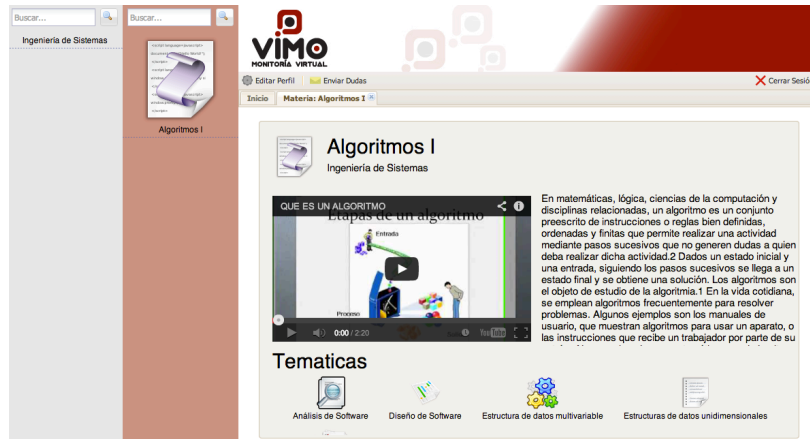 Buscar...
Ingeniería de Sistemas
Buscar...
Algoritmos I
VIMO
MONITORÍA VIRTUAL
Editar Perfil
Enviar Dudas
Cerrar Sesió
Inicio
Materia: Algoritmos I
Algoritmos I
Ingeniería de Sistemas
QUE ES UN ALGORITMO
Etapas de un algoritmo
Entrada
Proceso
0:00 / 2:20
YouTube
En matemáticas, lógica, ciencias de la computación y
disciplinas relacionadas, un algoritmo es un conjunto
preescrito de instrucciones o reglas bien definidas,
ordenadas y finitas que permite realizar una actividad
mediante pasos sucesivos que no generen dudas a quien
deba realizar dicha actividad.2 Dados un estado inicial y
una entrada, siguiendo los pasos sucesivos se llega a un
estado final y se obtiene una solución. Los algoritmos son
el objeto de estudio de la algoritmia.1 En la vida cotidiana,
se emplean algoritmos frecuentemente para resolver
problemas. Algunos ejemplos son los manuales de
usuario, que muestran algoritmos para usar un aparato, o
las instrucciones que recibe un trabajador por parte de su
Tematicas
Análisis de Software
Diseño de Software
Estructura de datos multivariable
Estructuras de datos unidimensionales